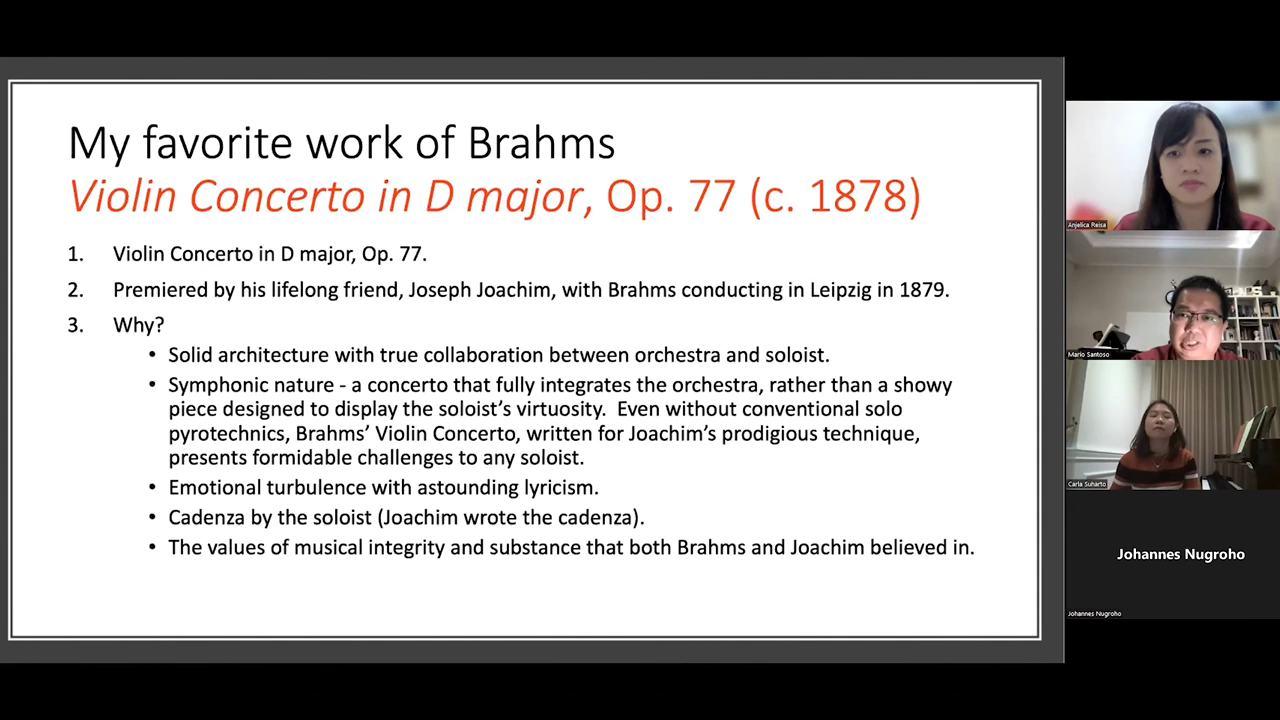 My favorite work of Brahms
Violin Concerto in D major, Op. 77 (c. 1878)
1. Violin Concerto in D major, Op. 77.
2. Premiered by his lifelong friend, Joseph Joachim, with Brahms conducting in Leipzig in 1879.
3. Why?
• Solid architecture with true collaboration between orchestra and soloist.
• Symphonic nature - a concerto that fully integrates the orchestra, rather than a showy
piece designed to display the soloist's virtuosity. Even without conventional solo
pyrotechnics, Brahms' Violin Concerto, written for Joachim's prodigious technique,
presents formidable challenges to any soloist.
• Emotional turbulence with astounding lyricism.
• Cadenza by the soloist (Joachim wrote the cadenza).
• The values of musical integrity and substance that both Brahms and Joachim believed in.
Anjelica Reisa
Mario Santoso
Carla Suharto
Johannes Nugroho
Johannes Nugroho